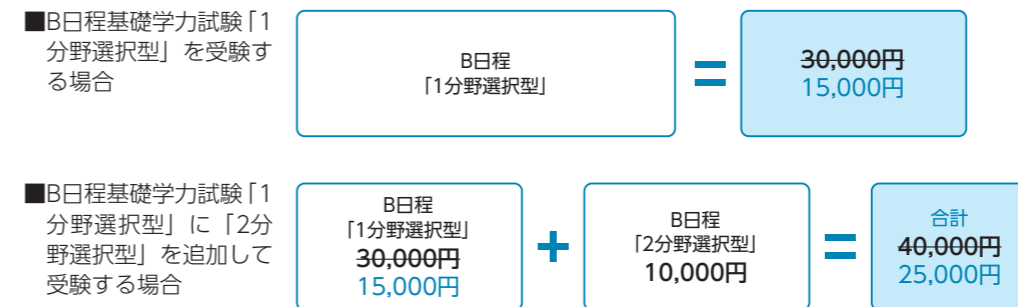 ■B日程基礎学力試験「1
分野選択型」を受験す
る場合
B日程
「1分野選択型」
=
30,000円
15,000円
■B日程基礎学力試験「1
分野選択型」に「2分
野選択型」を追加して
受験する場合
B日程
「1分野選択型」
30,000円
15,000円
+
B日程
「2分野選択型」
10,000円
=
合計
40,000円
25,000円